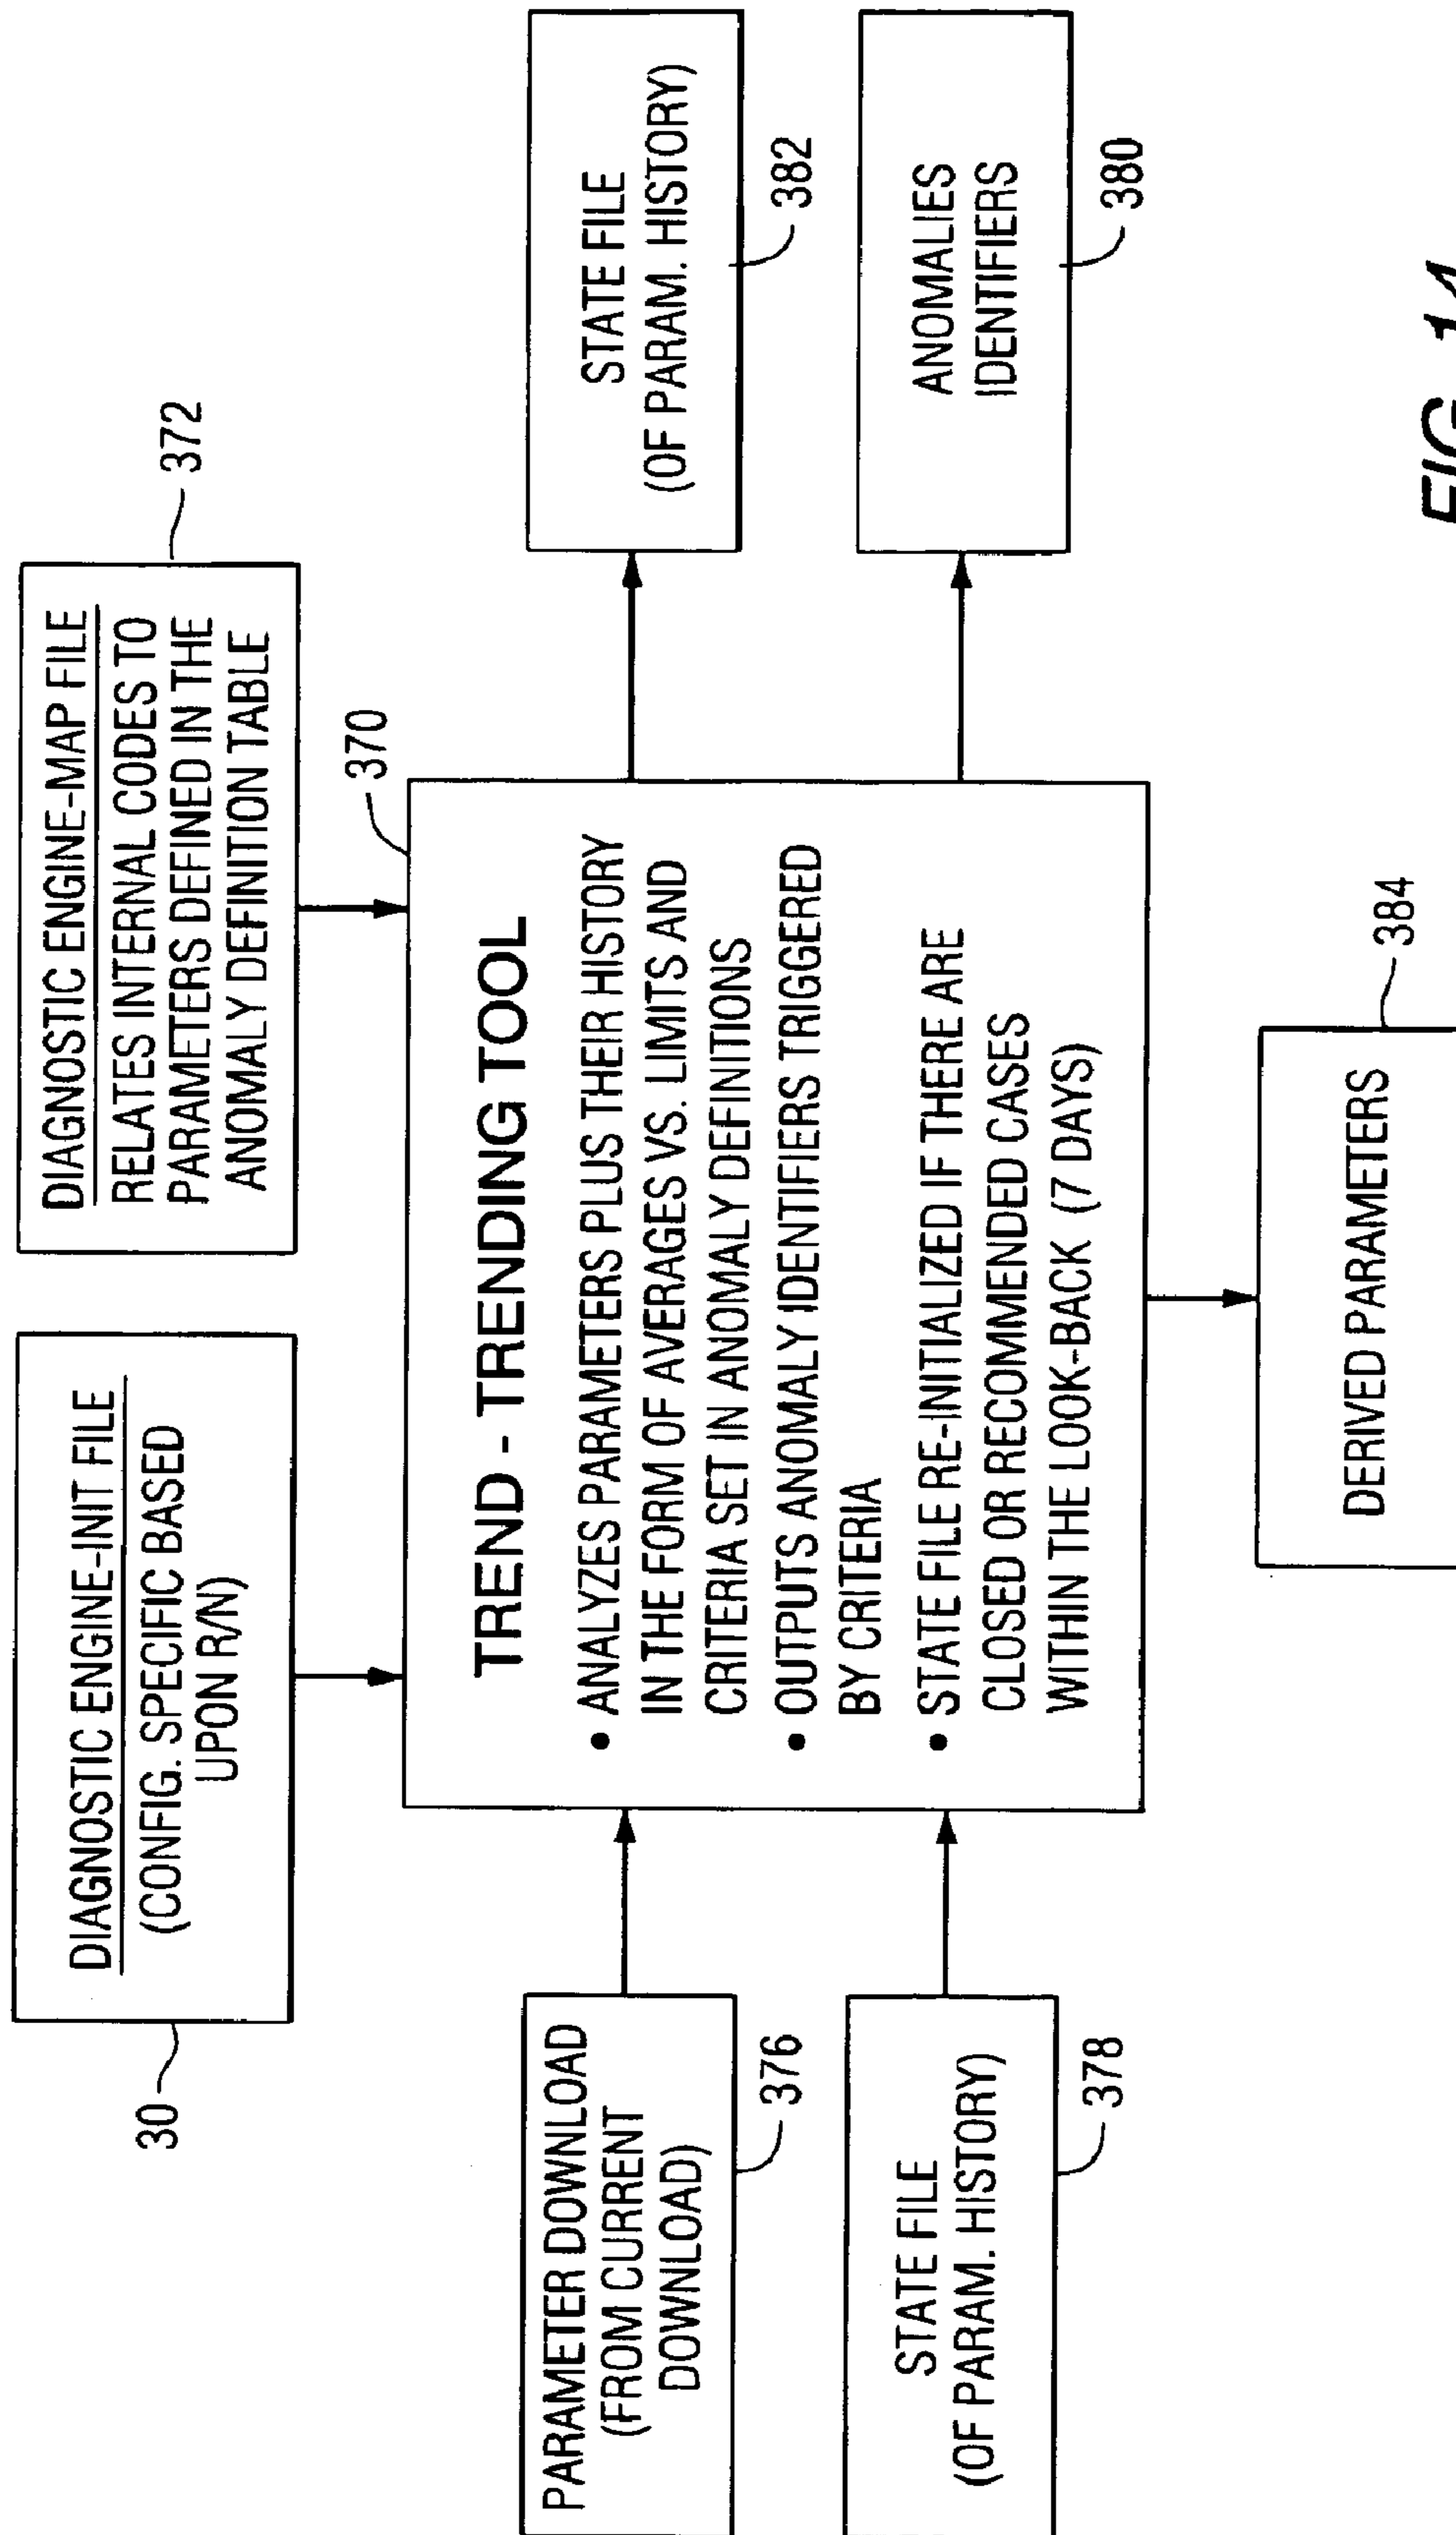 DIAGNOSTIC ENGINE-INIT FILE
(CONFIG. SPECIFIC BASED
UPON R/N)
30
DIAGNOSTIC ENGINE-MAP FILE
RELATES INTERNAL CODES TO
PARAMETERS DEFINED IN THE
ANOMALY DEFINITION TABLE
372
370
PARAMETER DOWNLOAD
(FROM CURRENT
DOWNLOAD)
376
STATE FILE
(OF PARAM. HISTORY)
378
TREND - TRENDING TOOL
• ANALYZES PARAMETERS PLUS THEIR HISTORY
IN THE FORM OF AVERAGES VS. LIMITS AND
CRITERIA SET IN ANOMALY DEFINITIONS
• OUTPUTS ANOMALY IDENTIFIERS TRIGGERED
BY CRITERIA
• STATE FILE RE-INITIALIZED IF THERE ARE
CLOSED OR RECOMMENDED CASES
WITHIN THE LOOK-BACK (7 DAYS)
STATE FILE
(OF PARAM. HISTORY)
382
ANOMALIES
IDENTIFIERS
380
DERIVED PARAMETERS
384
FIG. 14